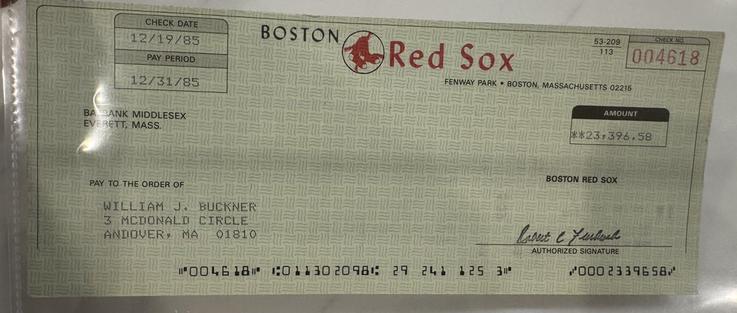 CHECK DATE
12/19/85
PAY PERIOD
12/31/85
BOSTON Red Sox
FENWAY PARK • BOSTON, MASSACHUSETTS 02215
53-209
113
CHECK NO.
004618
MIDDLESEX
EVERETT, MASS.
AMOUNT
**23,396.58
PAY TO THE ORDER OF
BOSTON RED SOX
WILLIAM J. BUCKNER
3 MCDONALD CIRCLE
ANDOVER, MA 01810
AUTHORIZED SIGNATURE
⑈004618⑈ ⑆011302098⑆ 29 241 125 3⑈ ⑇0002339658⑇